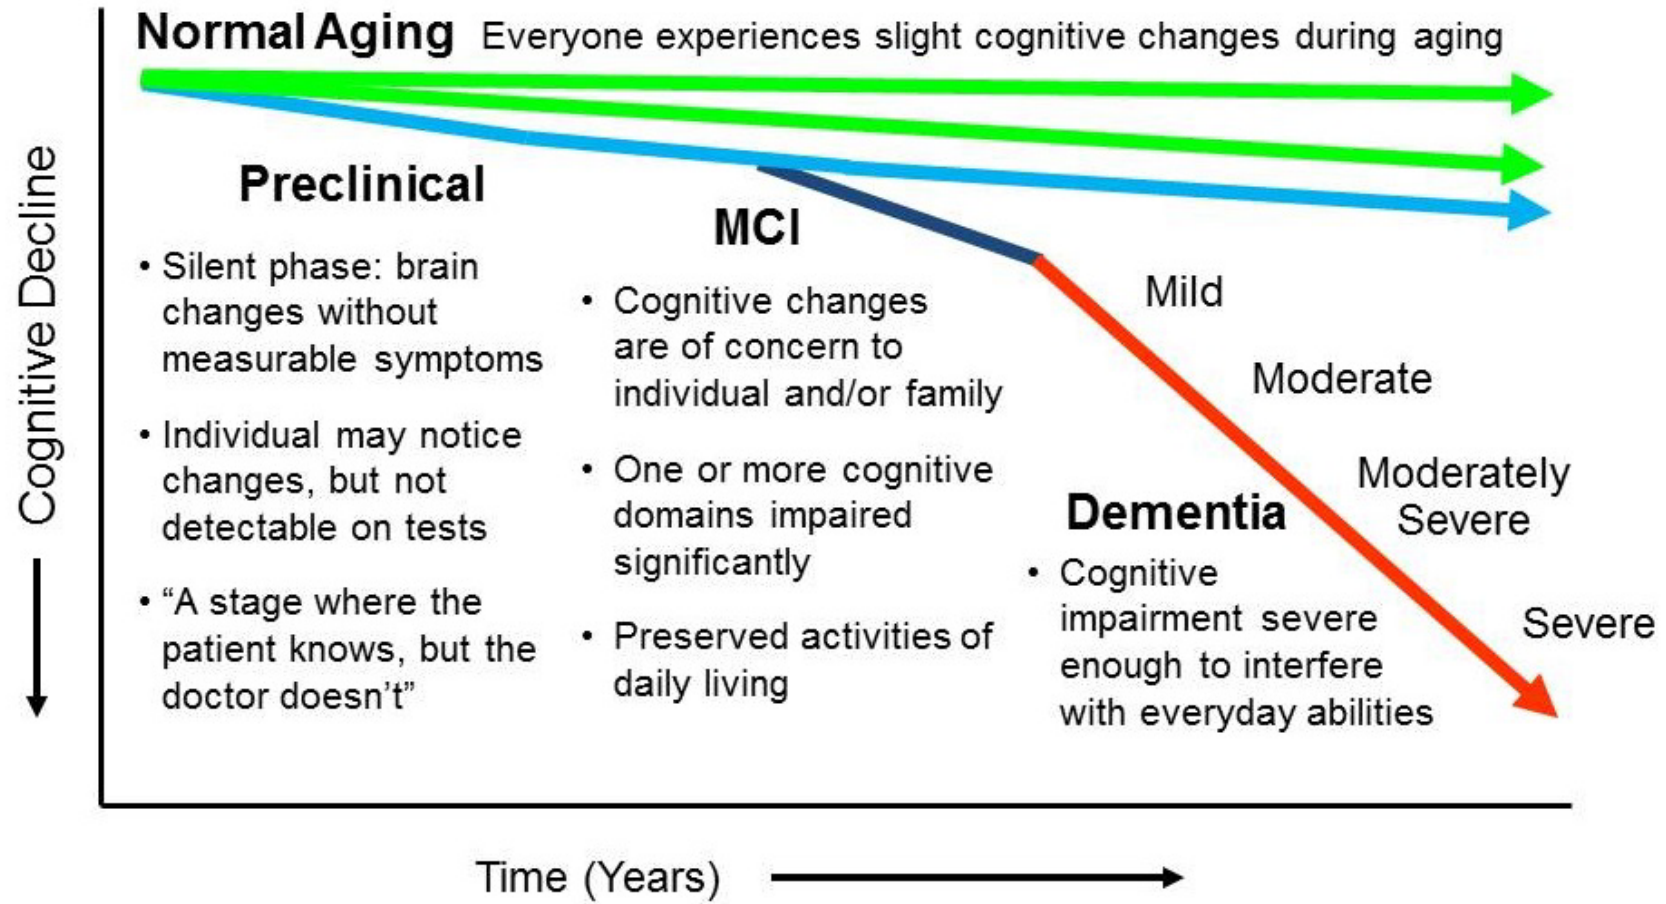 Normal Aging Everyone experiences slight cognitive changes during aging
Preclinical
• Silent phase: brain
changes without
measurable symptoms
• Individual may notice
changes, but not
detectable on tests
• “A stage where the
patient knows, but the
doctor doesn’t”
MCI
• Cognitive changes
are of concern to
individual and/or family
• One or more cognitive
domains impaired
significantly
• Preserved activities of
daily living
Dementia
• Cognitive
impairment severe
enough to interfere
with everyday abilities
Mild
Moderate
Moderately
Severe
Severe
Cognitive Decline
Time (Years)